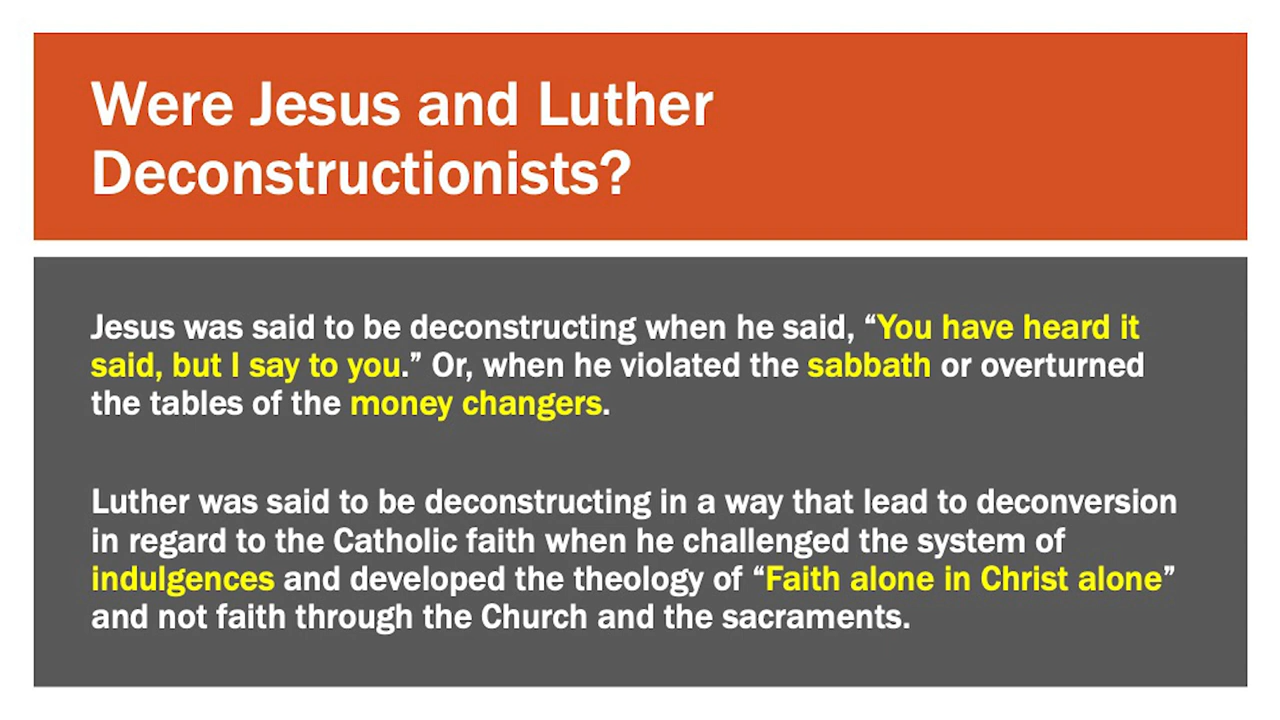 Were Jesus and Luther
Deconstructionists?
Jesus was said to be deconstructing when he said, “You have heard it
said, but I say to you.” Or, when he violated the sabbath or overturned
the tables of the money changers.
Luther was said to be deconstructing in a way that lead to deconversion
in regard to the Catholic faith when he challenged the system of
indulgences and developed the theology of “Faith alone in Christ alone”
and not faith through the Church and the sacraments.